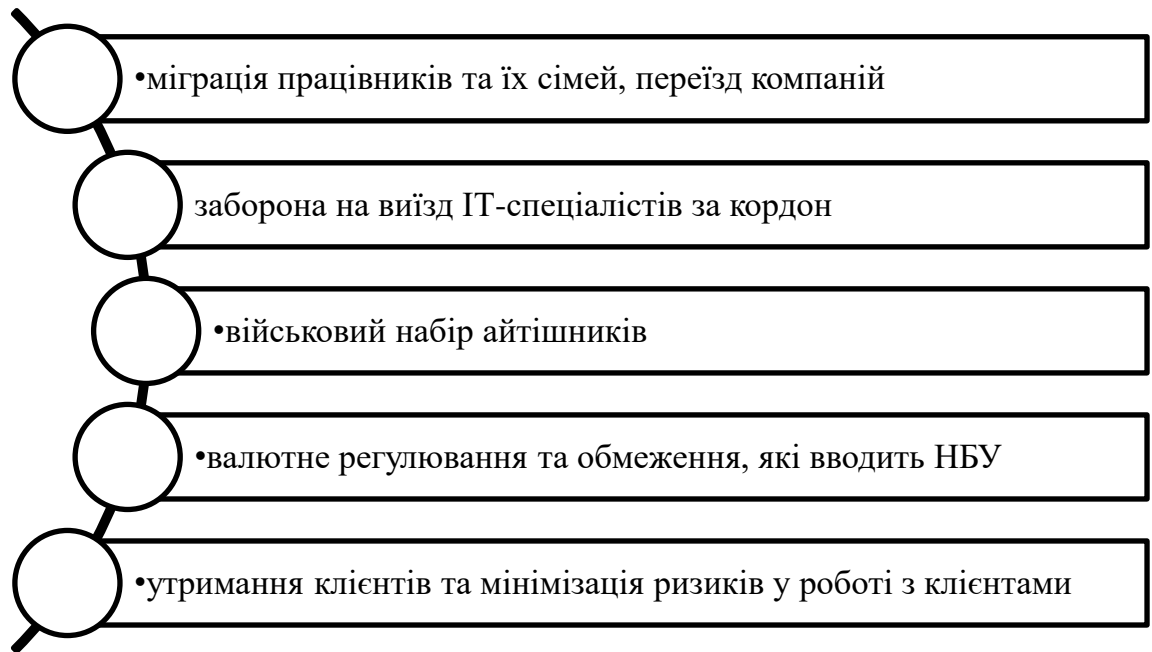 •міграція працівників та їх сімей, переїзд компаній
заборона на виїзд ІТ-спеціалістів за кордон
•військовий набір айтішників
•валютне регулювання та обмеження, які вводить НБУ
•утримання клієнтів та мінімізація ризиків у роботі з клієнтами